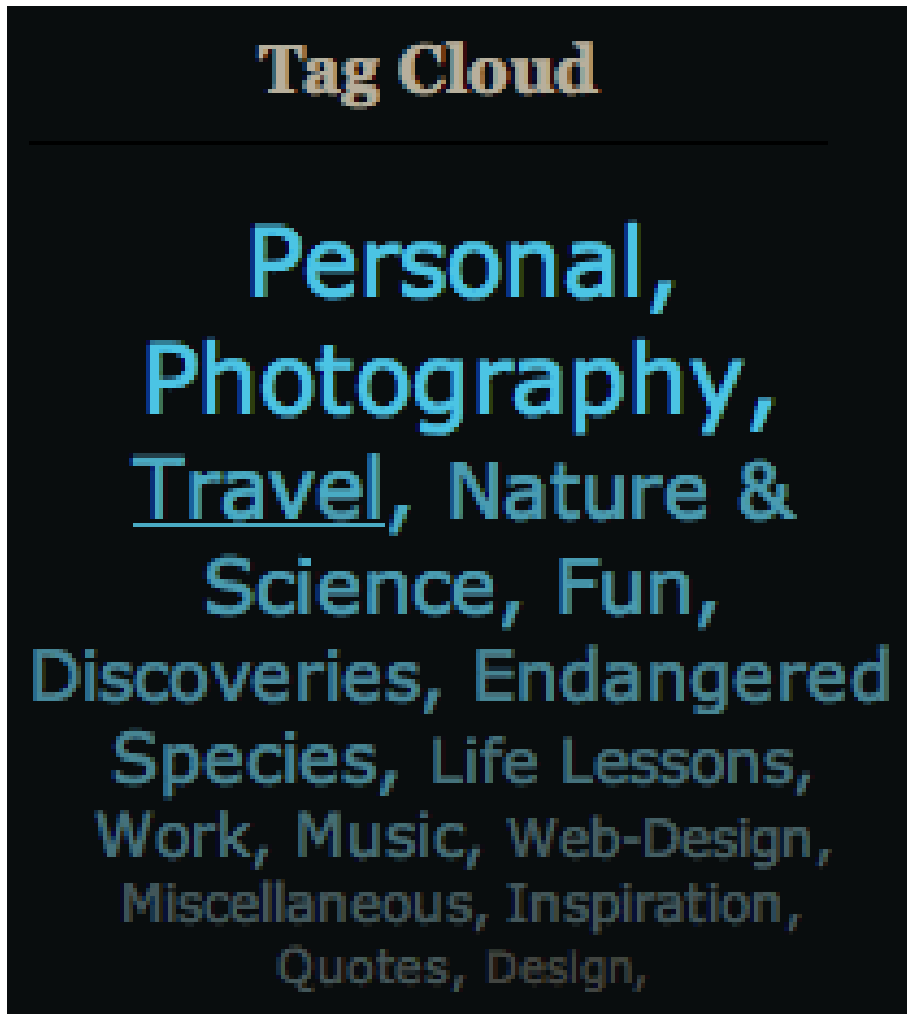 Tag Cloud
Personal,
Photography,
Travel, Nature &
Science, Fun,
Discoveries, Endangered
Species, Life Lessons,
Work, Music, Web-Design,
Miscellaneous, Inspiration,
Quotes, Design,